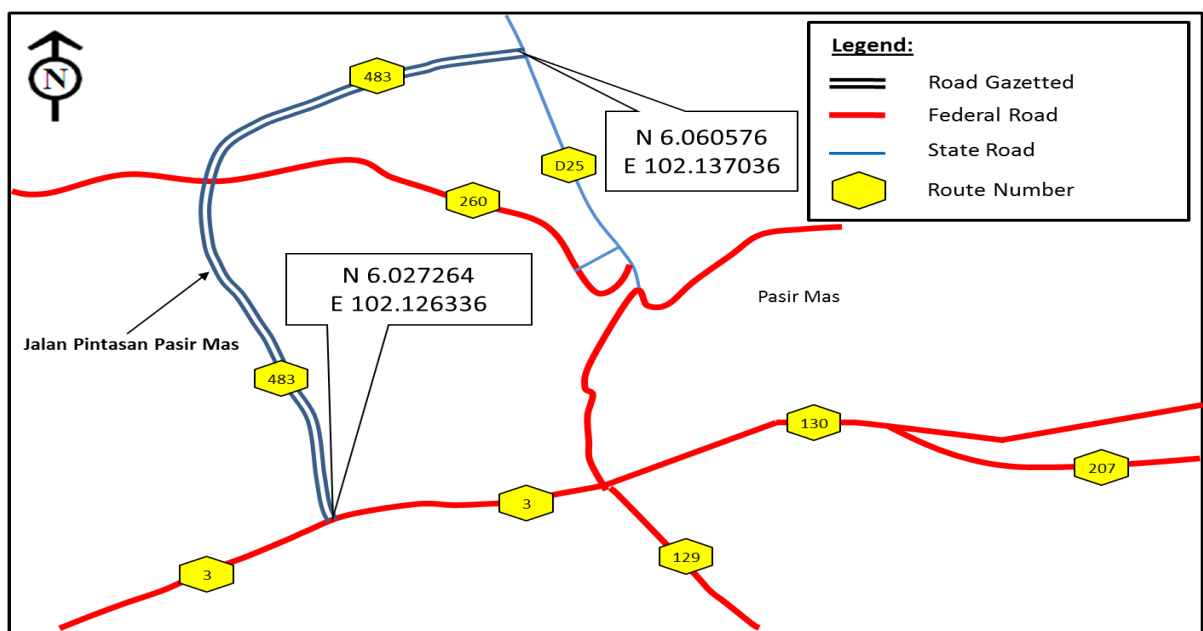 N
483
Legend:
Road Gazetted
Federal Road
State Road
Route Number
N 6.060576
E 102.137036
D25
260
N 6.027264
E 102.126336
Pasir Mas
Jalan Pintasan Pasir Mas
483
130
207
3
129
3